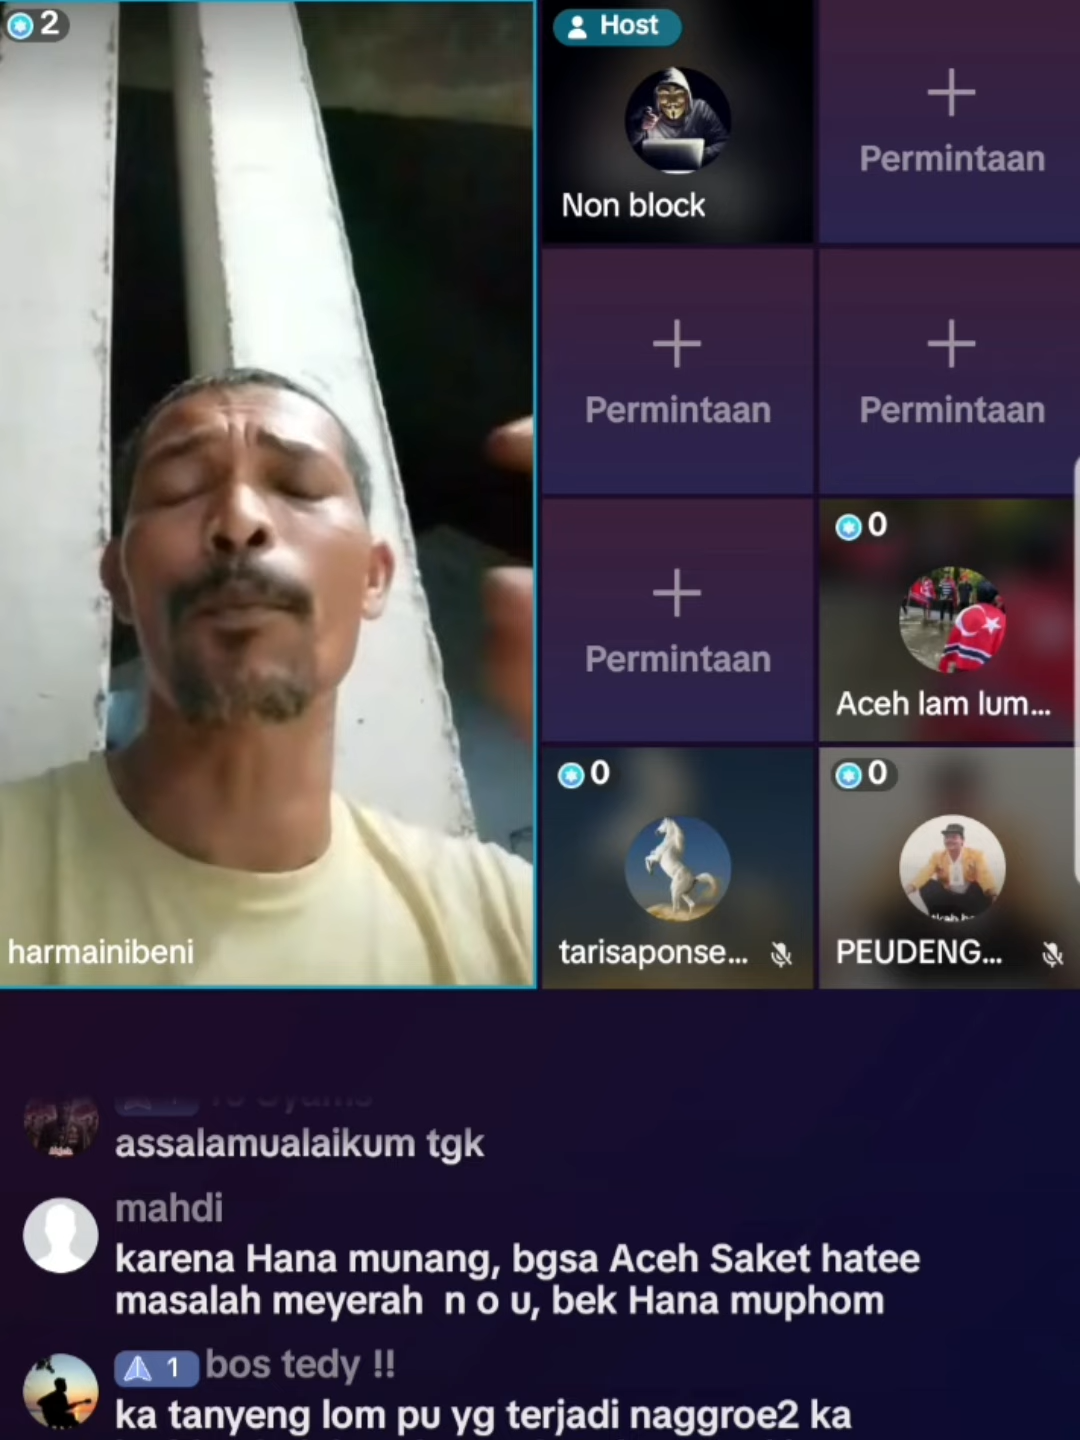 2
Host
Non block
Permintaan
Permintaan
Permintaan
Permintaan
0
Aceh lam lum...
0
tarisaponse...
0
PEUDENG...
harmainibeni
assalamualaikum tgk
mahdi
karena Hana munang, bgsa Aceh Saket hatee
masalah meyerah n o u, bek Hana muphom
1 bos tedy !!
ka tanyeng lom pu yg terjadi naggroe2 ka